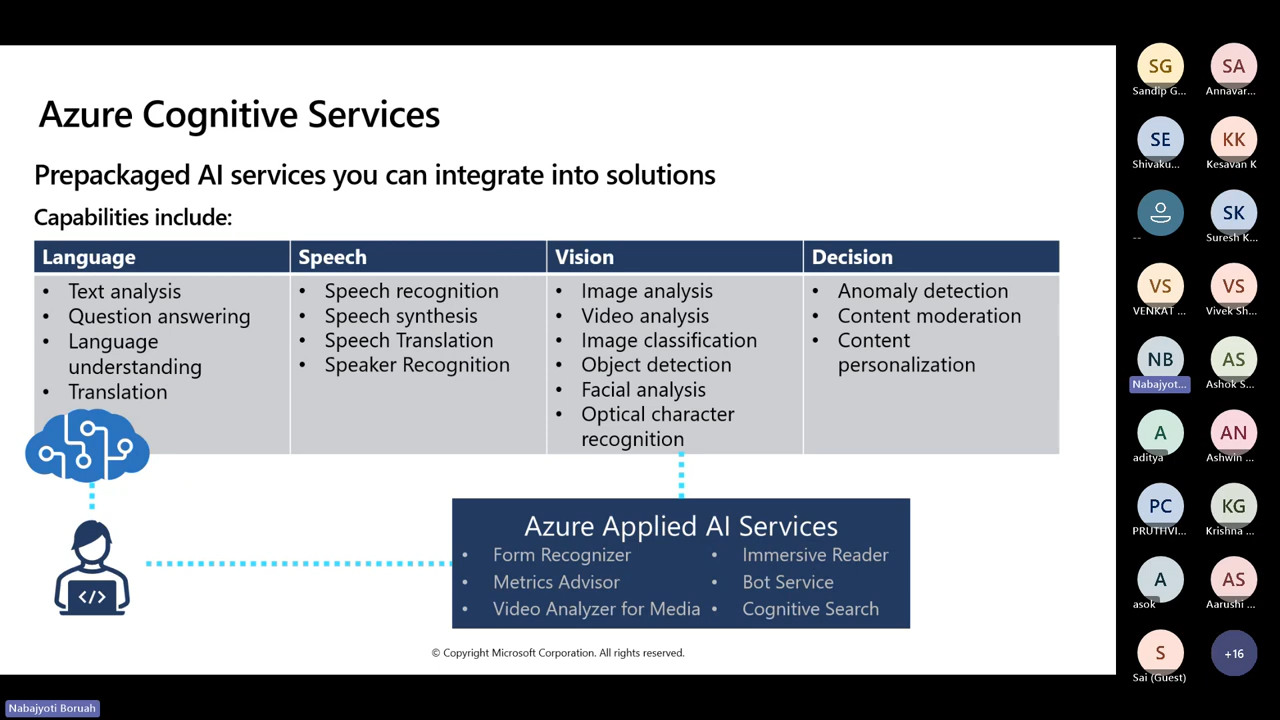 Azure Cognitive Services
Prepackaged AI services you can integrate into solutions
Capabilities include:
Language
• Text analysis
• Question answering
• Language
understanding
• Translation
Speech
• Speech recognition
• Speech synthesis
• Speech Translation
• Speaker Recognition
Vision
• Image analysis
• Video analysis
• Image classification
• Object detection
• Facial analysis
• Optical character
recognition
Decision
• Anomaly detection
• Content moderation
• Content
personalization
</>
Azure Applied AI Services
• Form Recognizer
• Metrics Advisor
• Video Analyzer for Media
• Immersive Reader
• Bot Service
• Cognitive Search
© Copyright Microsoft Corporation. All rights reserved.
SG
Sandip G...
SA
Annavar...
SE
Shivaku...
KK
Kesavan K
--
SK
Suresh K...
VS
VENKAT ...
VS
Vivek Sh...
NB
Nabajyot...
AS
Ashok S...
A
aditya
AN
Ashwin ...
PC
PRUTHVI...
KG
Krishna ...
A
asok
AS
Aarushi ...
S
Sai (Guest)
+16
Nabajyoti Boruah